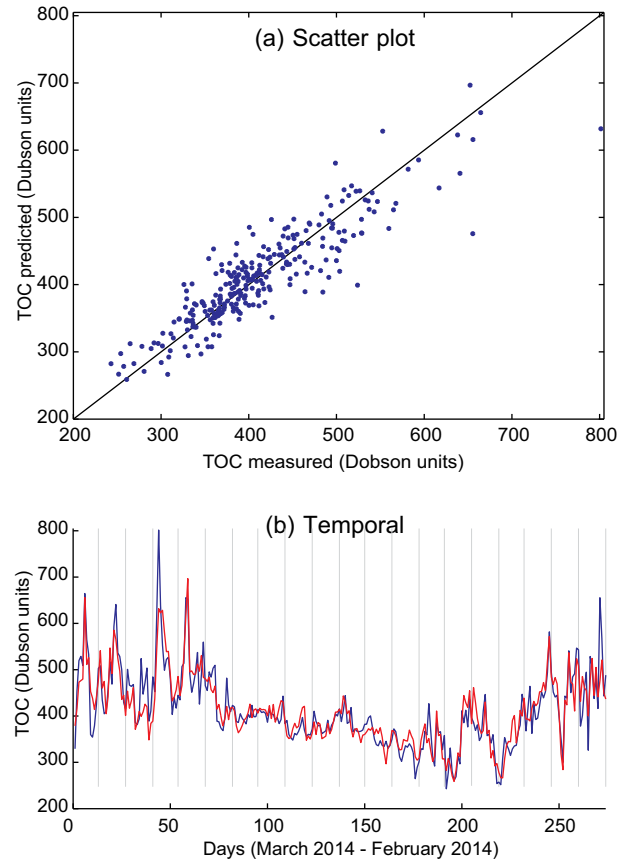 (a) Scatter plot
800
700
600
500
400
300
200
TOC predicted (Dubson units)
200 300 400 500 600 700 800
TOC measured (Dobson units)
(b) Temporal
800
700
600
500
400
300
200
TOC (Dubson units)
0 50 100 150 200 250
Days (March 2014 - February 2014)